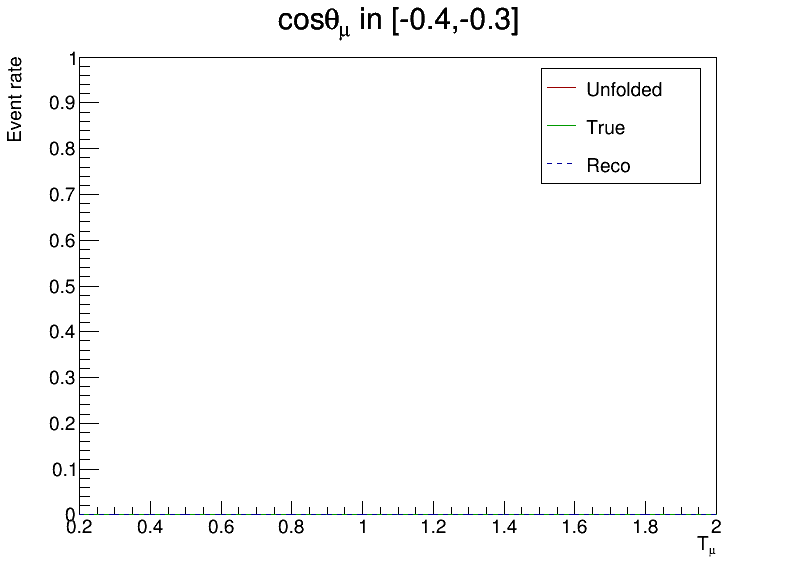 cosθμ in [-0.4,-0.3]
Event rate
1
0.9
0.8
0.7
0.6
0.5
0.4
0.3
0.2
0.1
0
Unfolded
True
Reco
0.2 0.4 0.6 0.8 1 1.2 1.4 1.6 1.8 2
Tμ